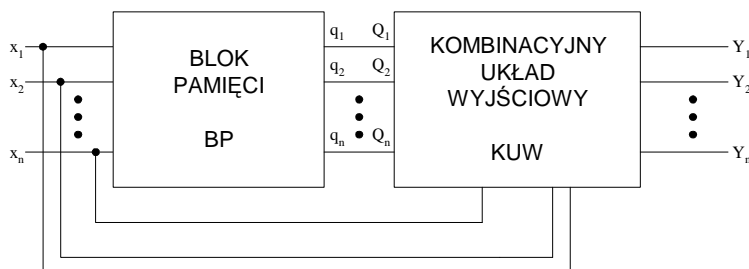 x1
x2
xn
BLOK
PAMIĘCI
BP
q1 Q1
q2 Q2
qn Qn
KOMBINACYJNY
UKŁAD
WYJŚCIOWY
KUW
Y1
Y2
Yn